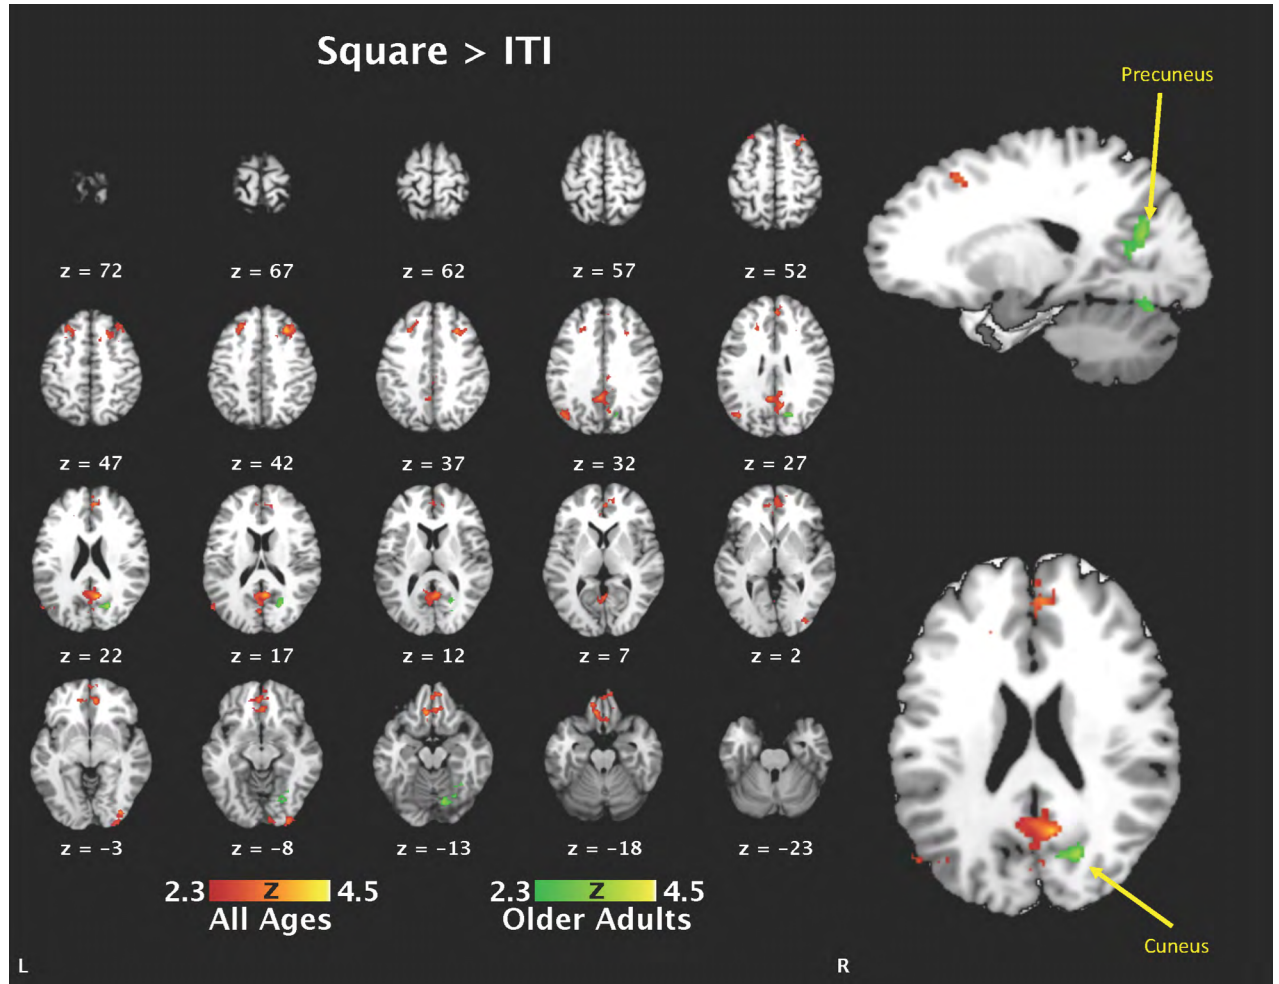 Square > ITI
Precuneus
z = 72 z = 67 z = 62 z = 57 z = 52
z = 47 z = 42 z = 37 z = 32 z = 27
z = 22 z = 17 z = 12 z = 7 z = 2
z = −3 z = −8 z = −13 z = −18 z = −23
2.3 Z 4.5 2.3 Z 4.5
All Ages Older Adults
Cuneus
L R